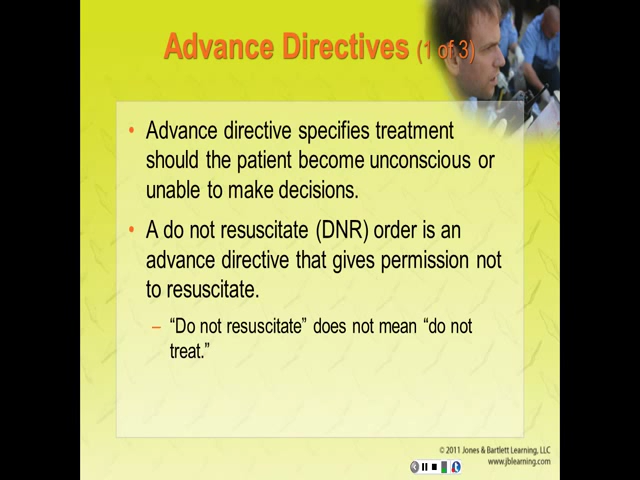 Advance Directives (1 of 3)
• Advance directive specifies treatment
should the patient become unconscious or
unable to make decisions.
• A do not resuscitate (DNR) order is an
advance directive that gives permission not
to resuscitate.
– “Do not resuscitate” does not mean “do not
treat.”
© 2011 Jones & Bartlett Learning, LLC
www.jblearning.com